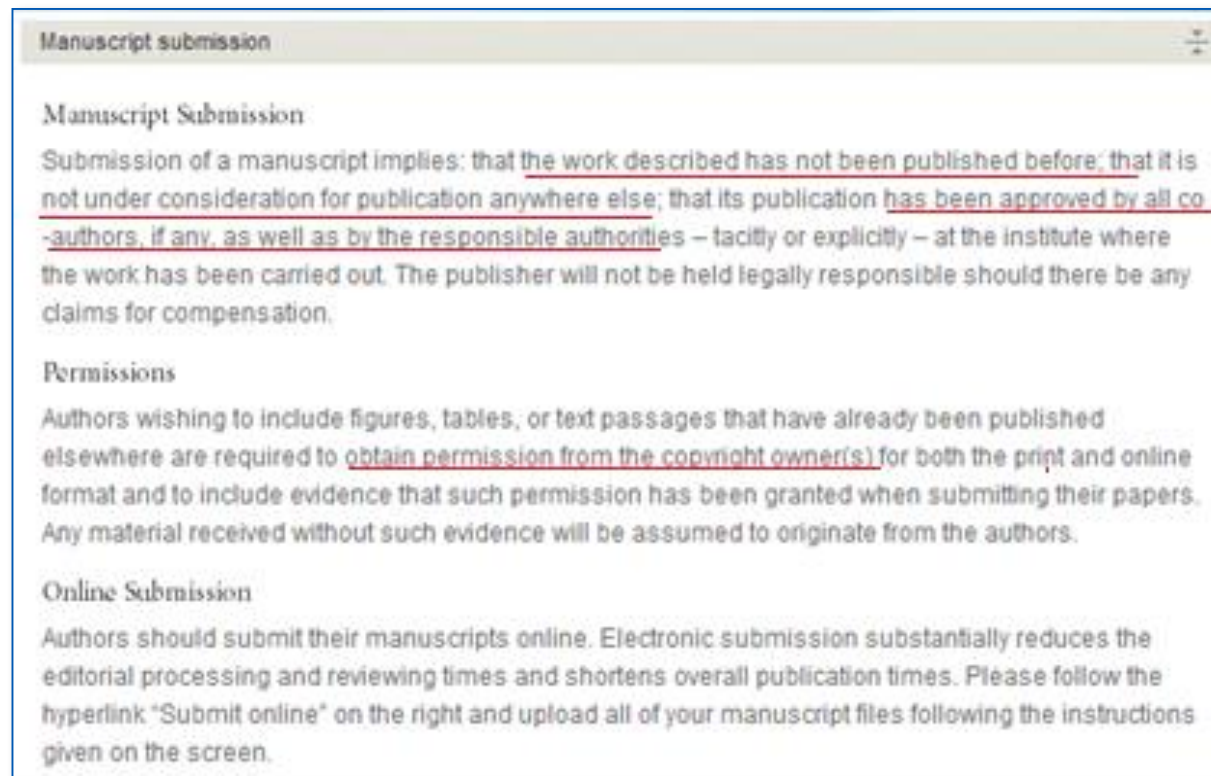 Manuscript submission
Manuscript Submission
Submission of a manuscript implies: that the work described has not been published before; that it is
not under consideration for publication anywhere else; that its publication has been approved by all co
-authors, if any, as well as by the responsible authorities – tacitly or explicitly – at the institute where
the work has been carried out. The publisher will not be held legally responsible should there be any
claims for compensation.
Permissions
Authors wishing to include figures, tables, or text passages that have already been published
elsewhere are required to obtain permission from the copyright owner(s) for both the print and online
format and to include evidence that such permission has been granted when submitting their papers.
Any material received without such evidence will be assumed to originate from the authors.
Online Submission
Authors should submit their manuscripts online. Electronic submission substantially reduces the
editorial processing and reviewing times and shortens overall publication times. Please follow the
hyperlink “Submit online” on the right and upload all of your manuscript files following the instructions
given on the screen.